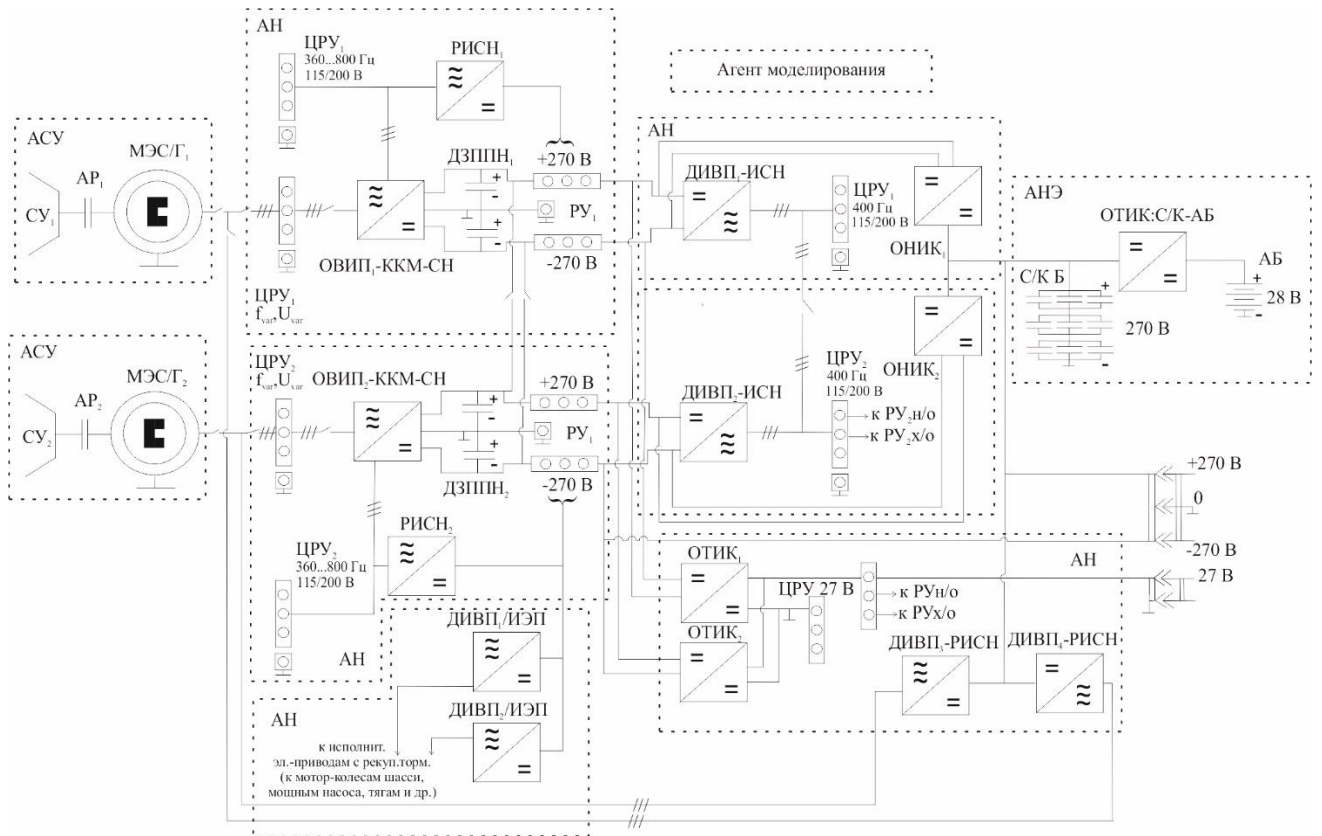 АН
ЦРУ₁
360...800 Гц
115/200 В
РИСН₁
Агент моделирования
АСУ
МЭС/Г₁
АР₁
СУ₁
ДЗППН₁
+
-
+
-
+270 В
РУ₁
-270 В
ОВИП₁-ККМ-СН
ЦРУ₁
f_var, U_var
АН
ДИВП₁-ИСН
ЦРУ₁
400 Гц
115/200 В
ОНИК₁
АНЭ
ОТИК:С/К-АБ
С/К Б
+
270 В
-
АБ
+
28 В
-
АСУ
МЭС/Г₂
АР₂
СУ₂
ЦРУ₂
f_var, U_var
ОВИП₂-ККМ-СН
+
-
+
-
ДЗППН₂
+270 В
РУ₁
-270 В
ДИВП₂-ИСН
ЦРУ₂
400 Гц
115/200 В
ОНИК₂
к РУ₂н/о
к РУ₂х/о
ЦРУ₂
360...800 Гц
115/200 В
РИСН₂
АН
+270 В
0
-270 В
27 В
АН
ОТИК₁
ОТИК₂
ЦРУ 27 В
к РУн/о
к РУх/о
ДИВП₃-РИСН
ДИВП₄-РИСН
АН
ДИВП₁/ИЭП
ДИВП₂/ИЭП
к исполнит.
эл.-приводам с рекуп.торм.
(к мотор-колесам шасси,
мощным насоса, тягам и др.)